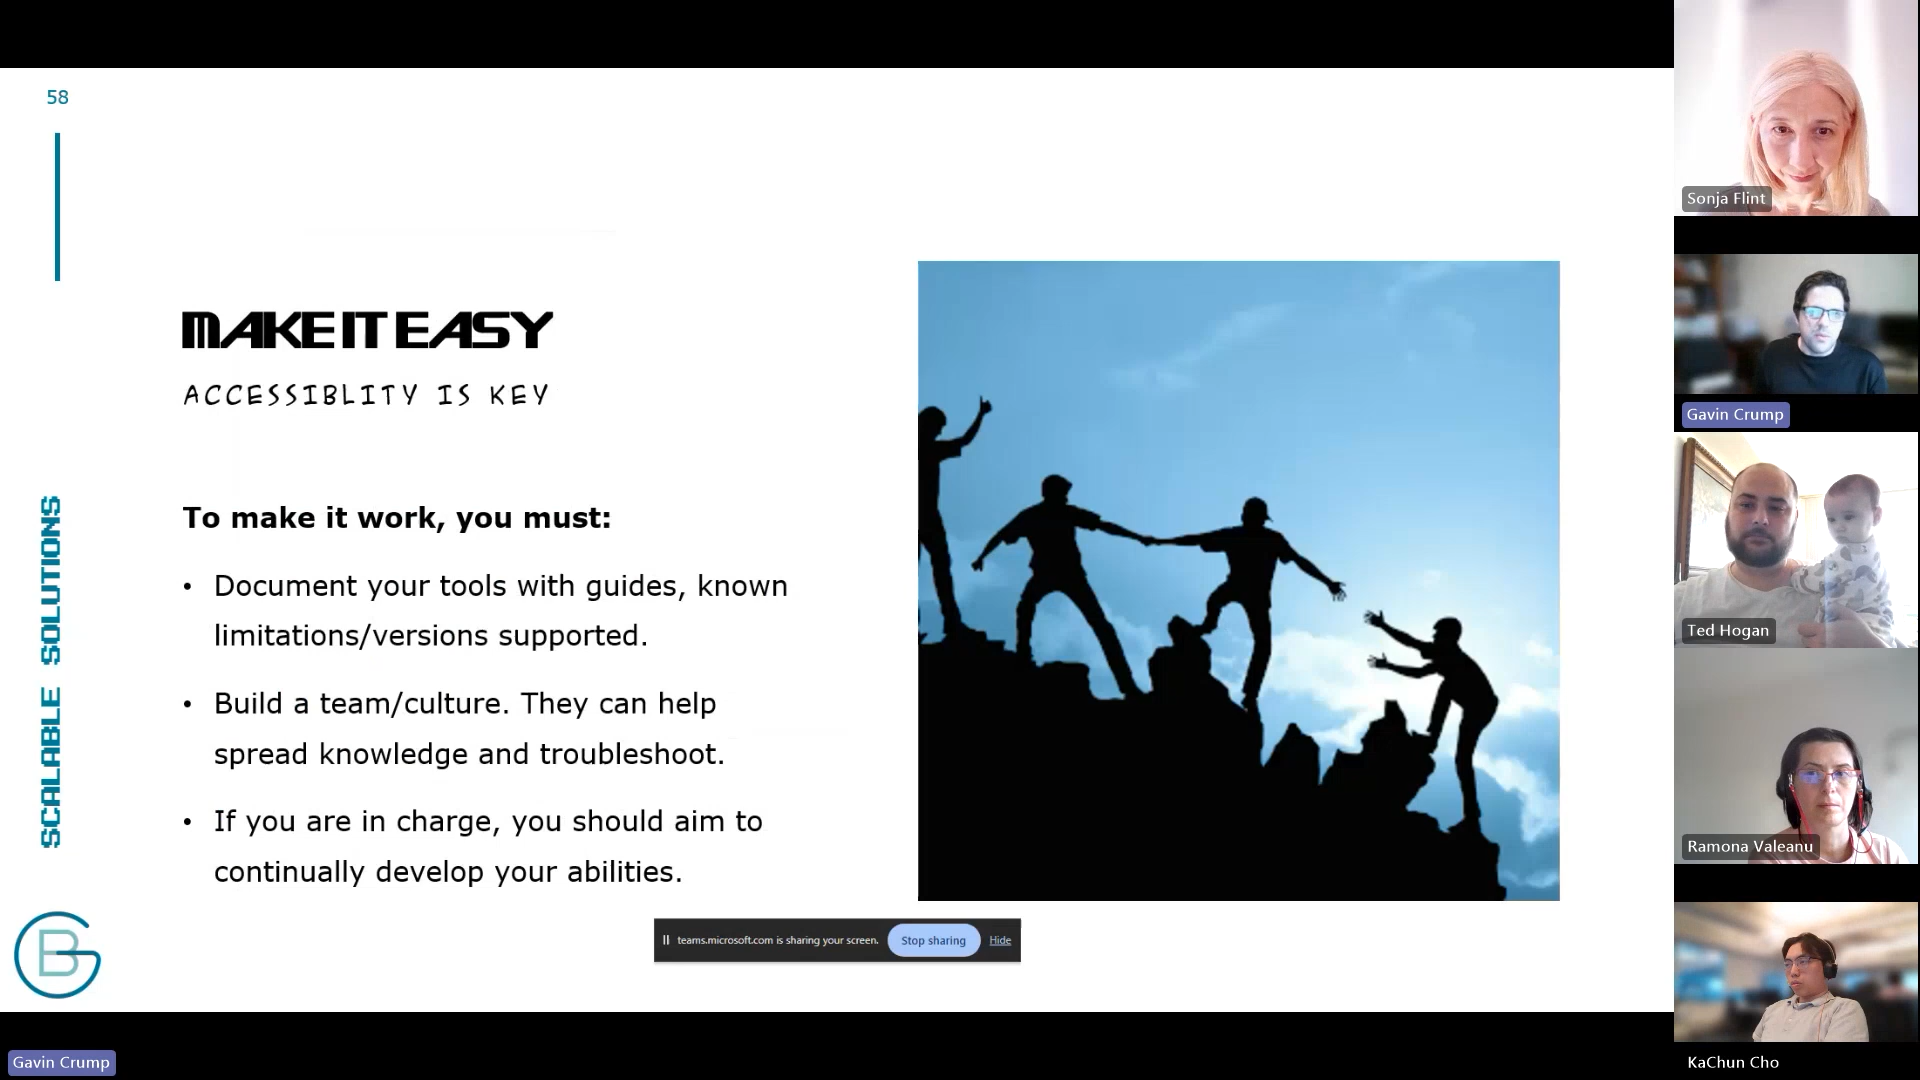 58
MAKE IT EASY
ACCESSIBLITY IS KEY
To make it work, you must:
• Document your tools with guides, known
limitations/versions supported.
• Build a team/culture. They can help
spread knowledge and troubleshoot.
• If you are in charge, you should aim to
continually develop your abilities.
SCALABLE SOLUTIONS
BG
teams.microsoft.com is sharing your screen.
Stop sharing
Hide
Gavin Crump
Sonja Flint
Gavin Crump
Ted Hogan
Ramona Valeanu
KaChun Cho